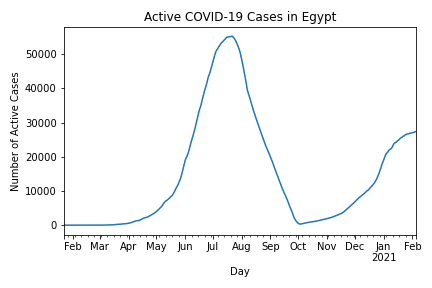 Active COVID-19 Cases in Egypt
Number of Active Cases
50000
40000
30000
20000
10000
0
Feb Mar Apr May Jun Jul Aug Sep Oct Nov Dec Jan Feb
2021
Day